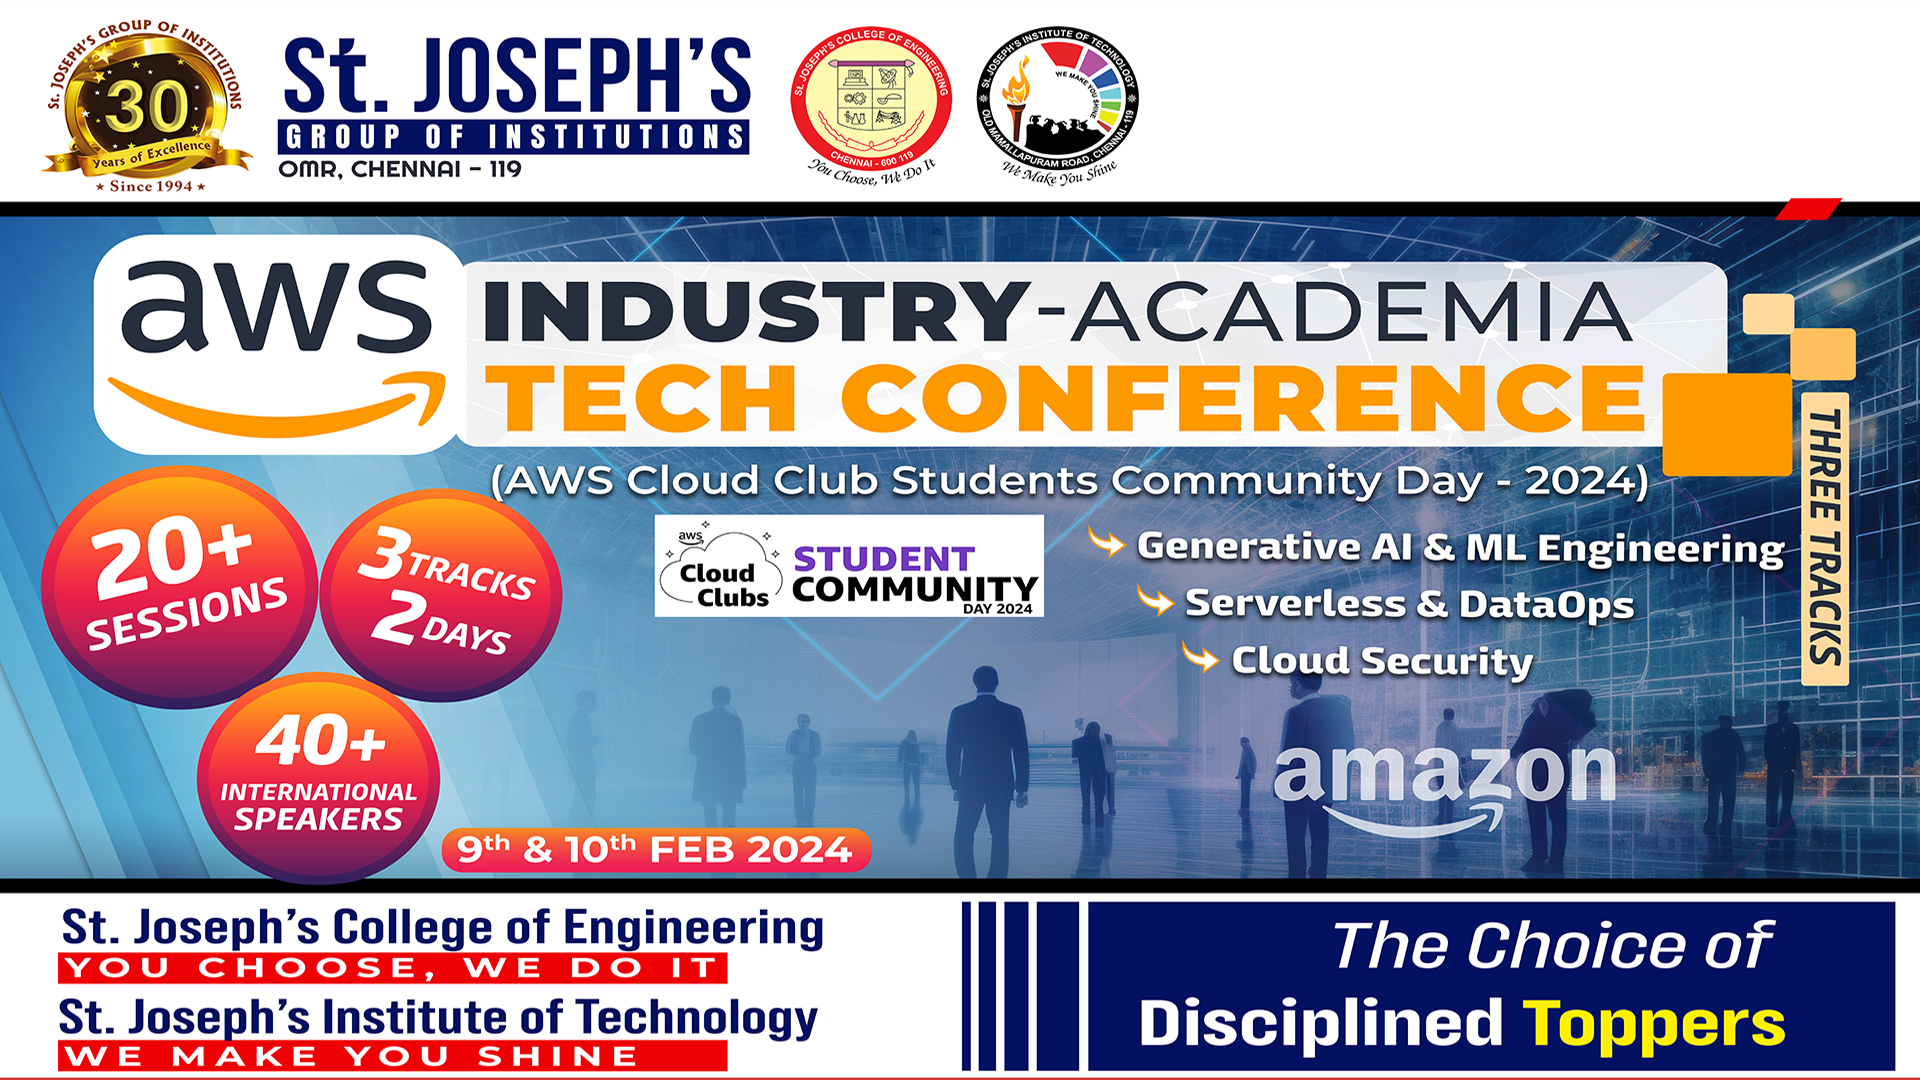 St. JOSEPH'S GROUP OF INSTITUTIONS
30
Years of Excellence
★ Since 1994 ★
St. JOSEPH'S
GROUP OF INSTITUTIONS
OMR, CHENNAI - 119
St. JOSEPH'S COLLEGE OF ENGINEERING
CHENNAI - 600 119
You Choose, We Do It
St. JOSEPH'S INSTITUTE OF TECHNOLOGY
WE MAKE YOU SHINE
OLD MAMALLAPURAM ROAD, CHENNAI - 119
We Make You Shine
aws
INDUSTRY-ACADEMIA
TECH CONFERENCE
(AWS Cloud Club Students Community Day - 2024)
20+
SESSIONS
3 TRACKS
2 DAYS
40+
INTERNATIONAL
SPEAKERS
aws
Cloud
Clubs
STUDENT
COMMUNITY
DAY 2024
Generative AI & ML Engineering
Serverless & DataOps
Cloud Security
THREE TRACKS
amazon
9th & 10th FEB 2024
St. Joseph's College of Engineering
YOU CHOOSE, WE DO IT
St. Joseph's Institute of Technology
WE MAKE YOU SHINE
The Choice of
Disciplined Toppers